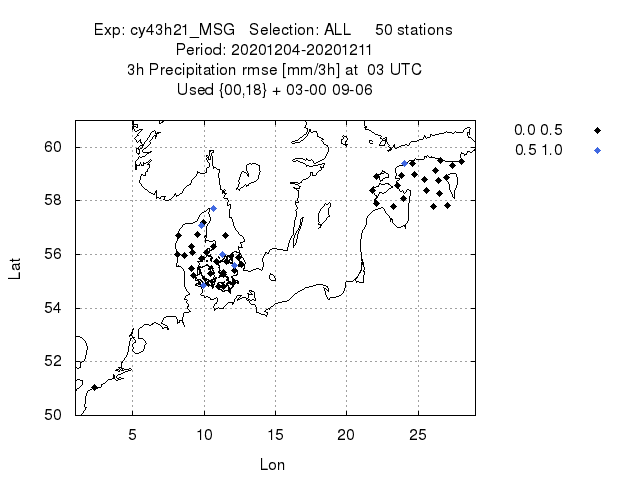 Exp: cy43h21_MSG   Selection: ALL     50 stations
Period: 20201204-20201211
3h Precipitation rmse [mm/3h] at  03 UTC
Used {00,18} + 03-00 09-06
0.0 0.5
0.5 1.0
60
58
56
54
52
50
Lat
5 10 15 20 25
Lon